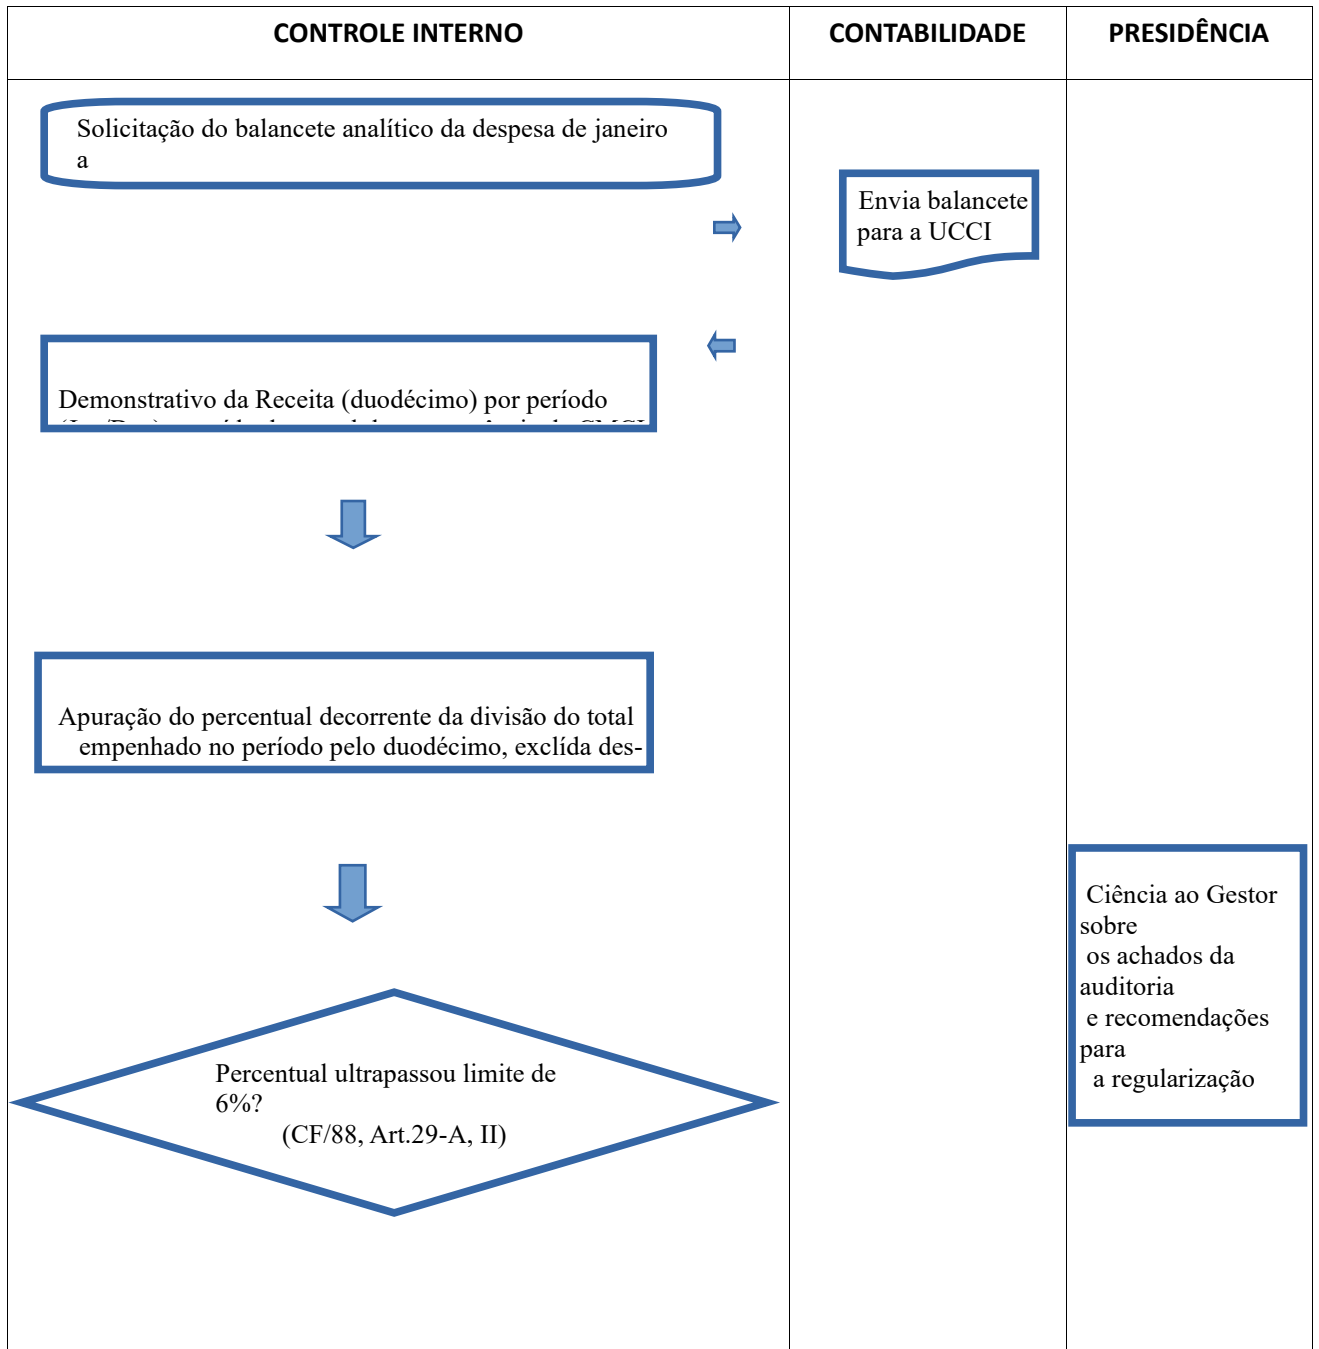 CONTROLE INTERNO
CONTABILIDADE
PRESIDÊNCIA
Solicitação do balancete analítico da despesa de janeiro
a
Envia balancete
para a UCCI
Demonstrativo da Receita (duodécimo) por período
Apuração do percentual decorrente da divisão do total
empenhado no período pelo duodécimo, exclída des-
Ciência ao Gestor
sobre
os achados da
auditoria
e recomendações
para
a regularização
Percentual ultrapassou limite de
6%?
(CF/88, Art.29-A, II)